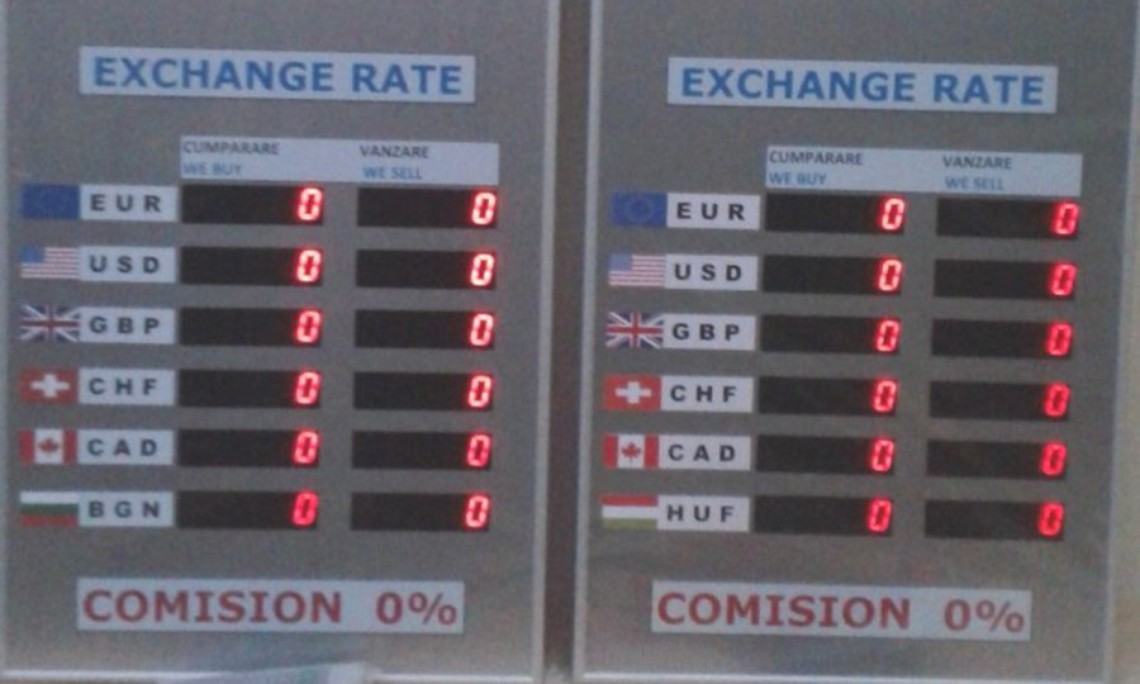 EXCHANGE RATE
CUMPARARE VANZARE
WE BUY WE SELL
EUR 0 0
USD 0 0
GBP 0 0
CHF 0 0
CAD 0 0
BGN 0 0
COMISION 0%
EXCHANGE RATE
CUMPARARE VANZARE
WE BUY WE SELL
EUR 0 0
USD 0 0
GBP 0 0
CHF 0 0
CAD 0 0
HUF 0 0
COMISION 0%